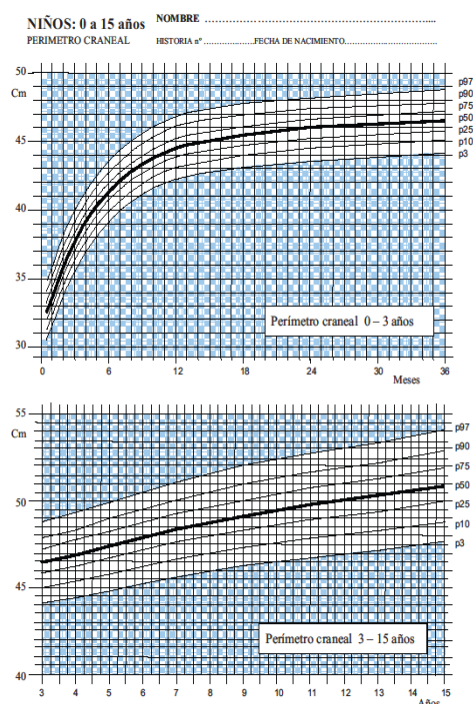 NIÑOS: 0 a 15 años
NOMBRE ...............................................................
PERIMETRO CRANEAL
HISTORIA nº ...................FECHA DE NACIMIENTO...................................
50
Cm
45
40
35
30
p97
p90
p75
p50
p25
p10
p3
Perímetro craneal 0 – 3 años
0 6 12 18 24 30 36
Meses
55
Cm
50
45
40
p97
p90
p75
p50
p25
p10
p3
Perímetro craneal 3 – 15 años
3 4 5 6 7 8 9 10 11 12 13 14 15
Años